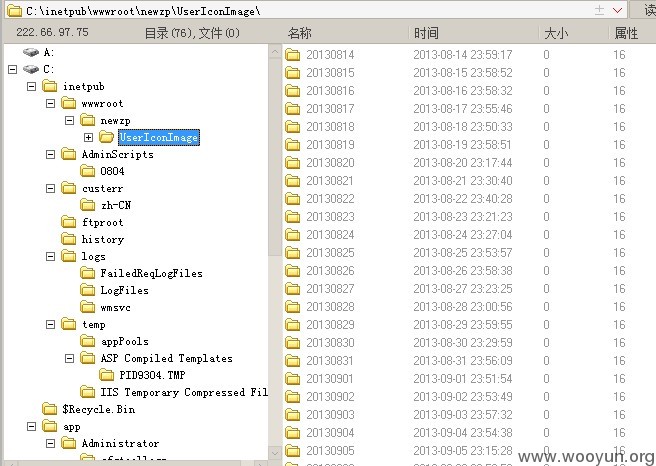 C:\inetpub\wwwroot\newzp\UserIconImage\ 读
222.66.97.75 目录(76),文件(0) 名称 时间 大小 属性
A:
C:
inetpub
wwwroot
newzp
UserIconImage
AdminScripts
0804
custerr
zh-CN
ftproot
history
logs
FailedReqLogFiles
LogFiles
wmsvc
temp
appPools
ASP Compiled Templates
PID9304.TMP
IIS Temporary Compressed Fil
$Recycle.Bin
app
Administrator
20130814 2013-08-14 23:59:17 0 16
20130815 2013-08-15 23:58:52 0 16
20130816 2013-08-16 23:58:32 0 16
20130817 2013-08-17 23:55:46 0 16
20130818 2013-08-18 23:50:33 0 16
20130819 2013-08-19 23:58:51 0 16
20130820 2013-08-20 23:17:44 0 16
20130821 2013-08-21 23:30:40 0 16
20130822 2013-08-22 23:40:28 0 16
20130823 2013-08-23 23:21:23 0 16
20130824 2013-08-24 23:27:04 0 16
20130825 2013-08-25 23:53:57 0 16
20130826 2013-08-26 23:58:38 0 16
20130827 2013-08-27 23:23:25 0 16
20130828 2013-08-28 23:00:56 0 16
20130829 2013-08-29 23:59:55 0 16
20130830 2013-08-30 23:29:59 0 16
20130831 2013-08-31 23:56:09 0 16
20130901 2013-09-01 23:51:54 0 16
20130902 2013-09-02 23:53:49 0 16
20130903 2013-09-03 23:57:32 0 16
20130904 2013-09-04 23:54:38 0 16
20130905 2013-09-05 23:15:28 0 16
www.wooyun.org